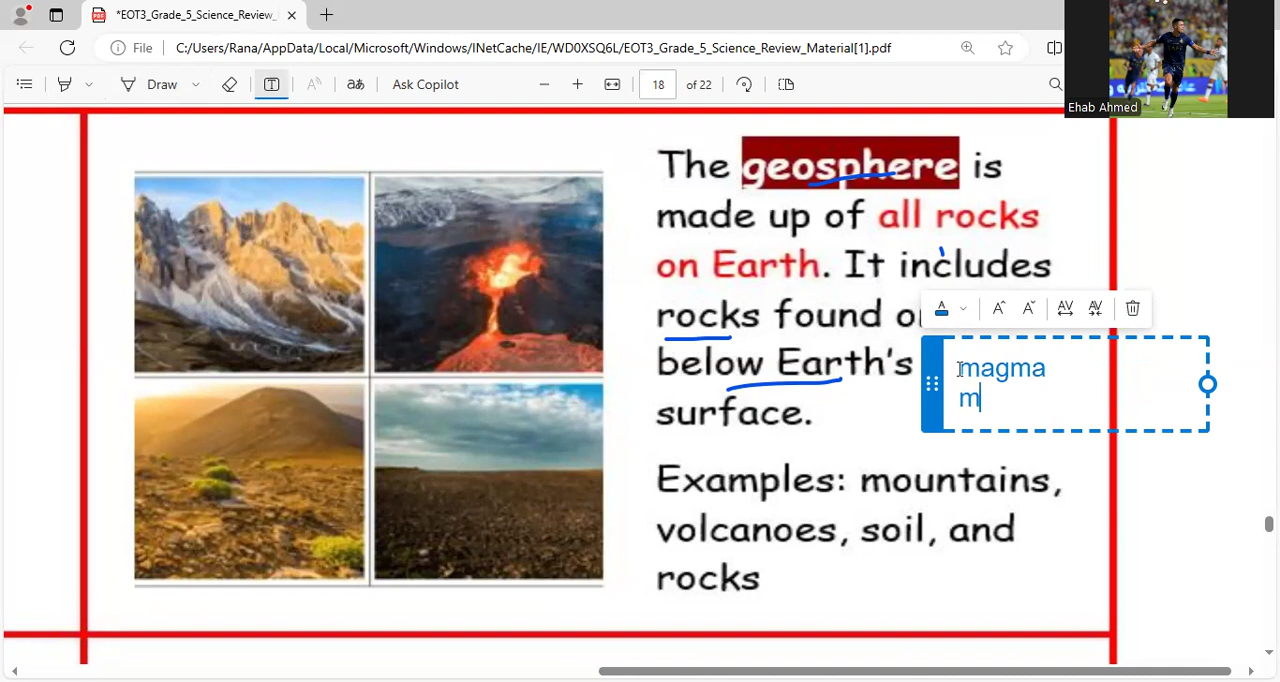 *EOT3_Grade_5_Science_Review_
File
C:/Users/Rana/AppData/Local/Microsoft/Windows/INetCache/IE/WD0XSQ6L/EOT3_Grade_5_Science_Review_Material[1].pdf
Draw
aあ
Ask Copilot
18 of 22
Ehab Ahmed
The geosphere is
made up of all rocks
on Earth. It includes
rocks found
below Earth's
surface.
magma
m
Examples: mountains,
volcanoes, soil, and
rocks